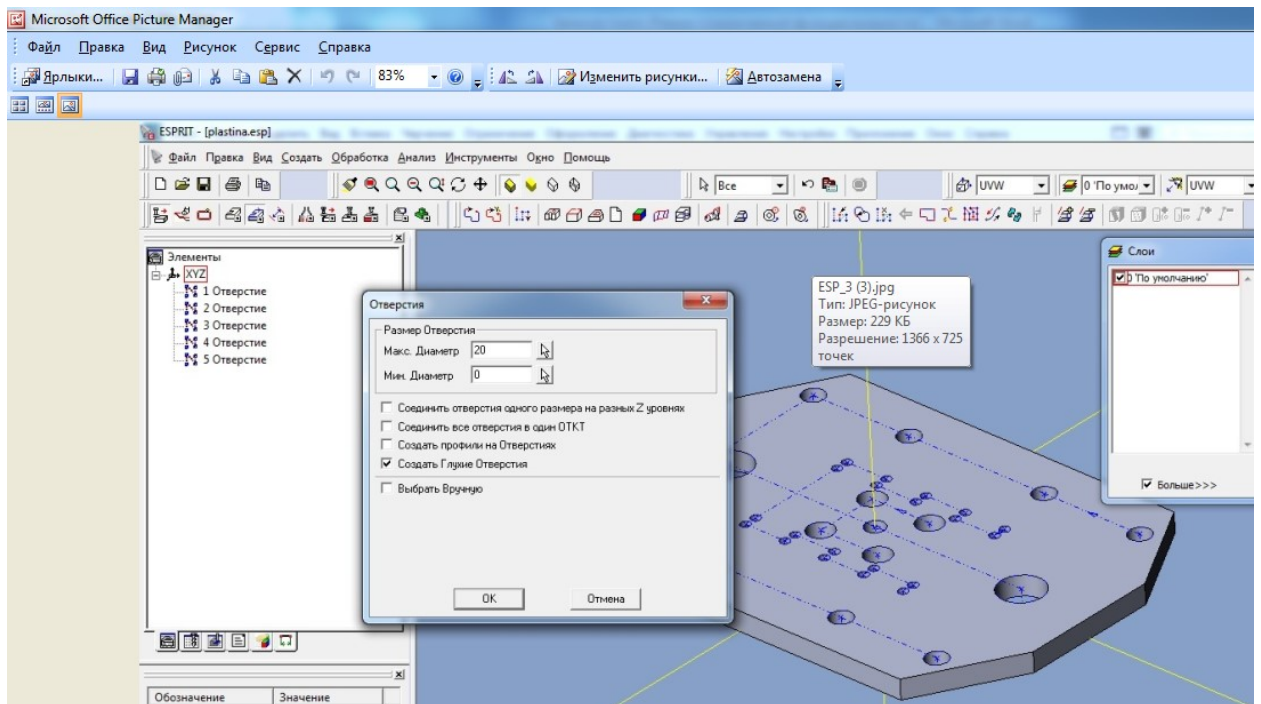 Microsoft Office Picture Manager
Файл Правка Вид Рисунок Сервис Справка
Ярлыки... 83% Изменить рисунки... Автозамена
ESPRIT - [plastina.esp]
Файл Правка Вид Создать Обработка Анализ Инструменты Окно Помощь
Все UVW 0 'По умол UVW
Элементы
XYZ
1 Отверстие
2 Отверстие
3 Отверстие
4 Отверстие
5 Отверстие
Отверстия
Размер Отверстия
Макс. Диаметр 20
Мин. Диаметр 0
Соединить отверстия одного размера на разных Z уровнях
Соединить все отверстия в один ОТКТ
Создать профили на Отверстиях
Создать Глухие Отверстия
Выбрать Вручную
OK Отмена
ESP_3 (3).jpg
Тип: JPEG-рисунок
Размер: 229 КБ
Разрешение: 1366 x 725
точек
Слои
'По умолчанию'
Больше>>>
Обозначение Значение